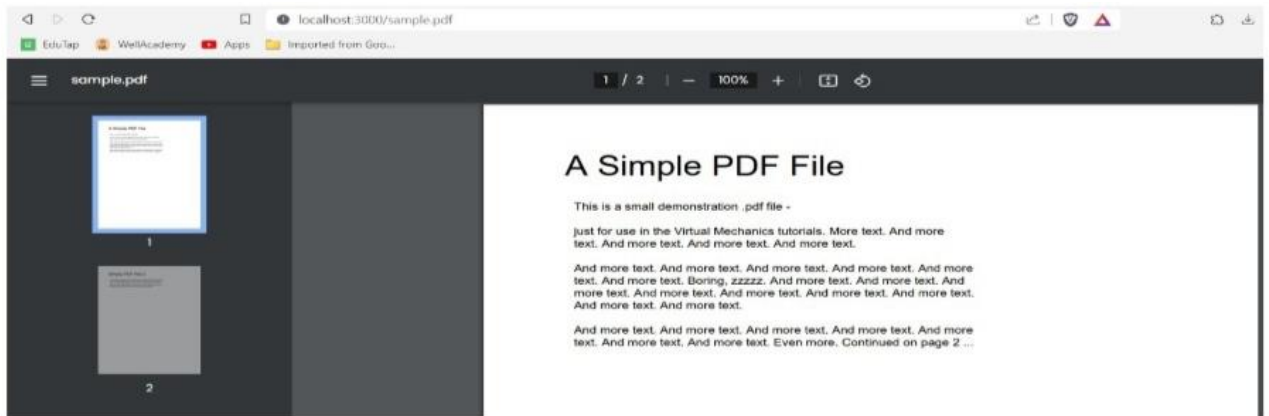 localhost:3000/sample.pdf
EduTap WellAcademy Apps Imported from Goo...
sample.pdf 1 / 2 100%
1
2
A Simple PDF File
This is a small demonstration .pdf file -
just for use in the Virtual Mechanics tutorials. More text. And more
text. And more text. And more text. And more text.
And more text. And more text. And more text. And more text. And more
text. And more text. Boring, zzzzz. And more text. And more text. And
more text. And more text. And more text. And more text. And more text.
And more text. And more text.
And more text. And more text. And more text. And more text. And more
text. And more text. And more text. Even more. Continued on page 2 ...